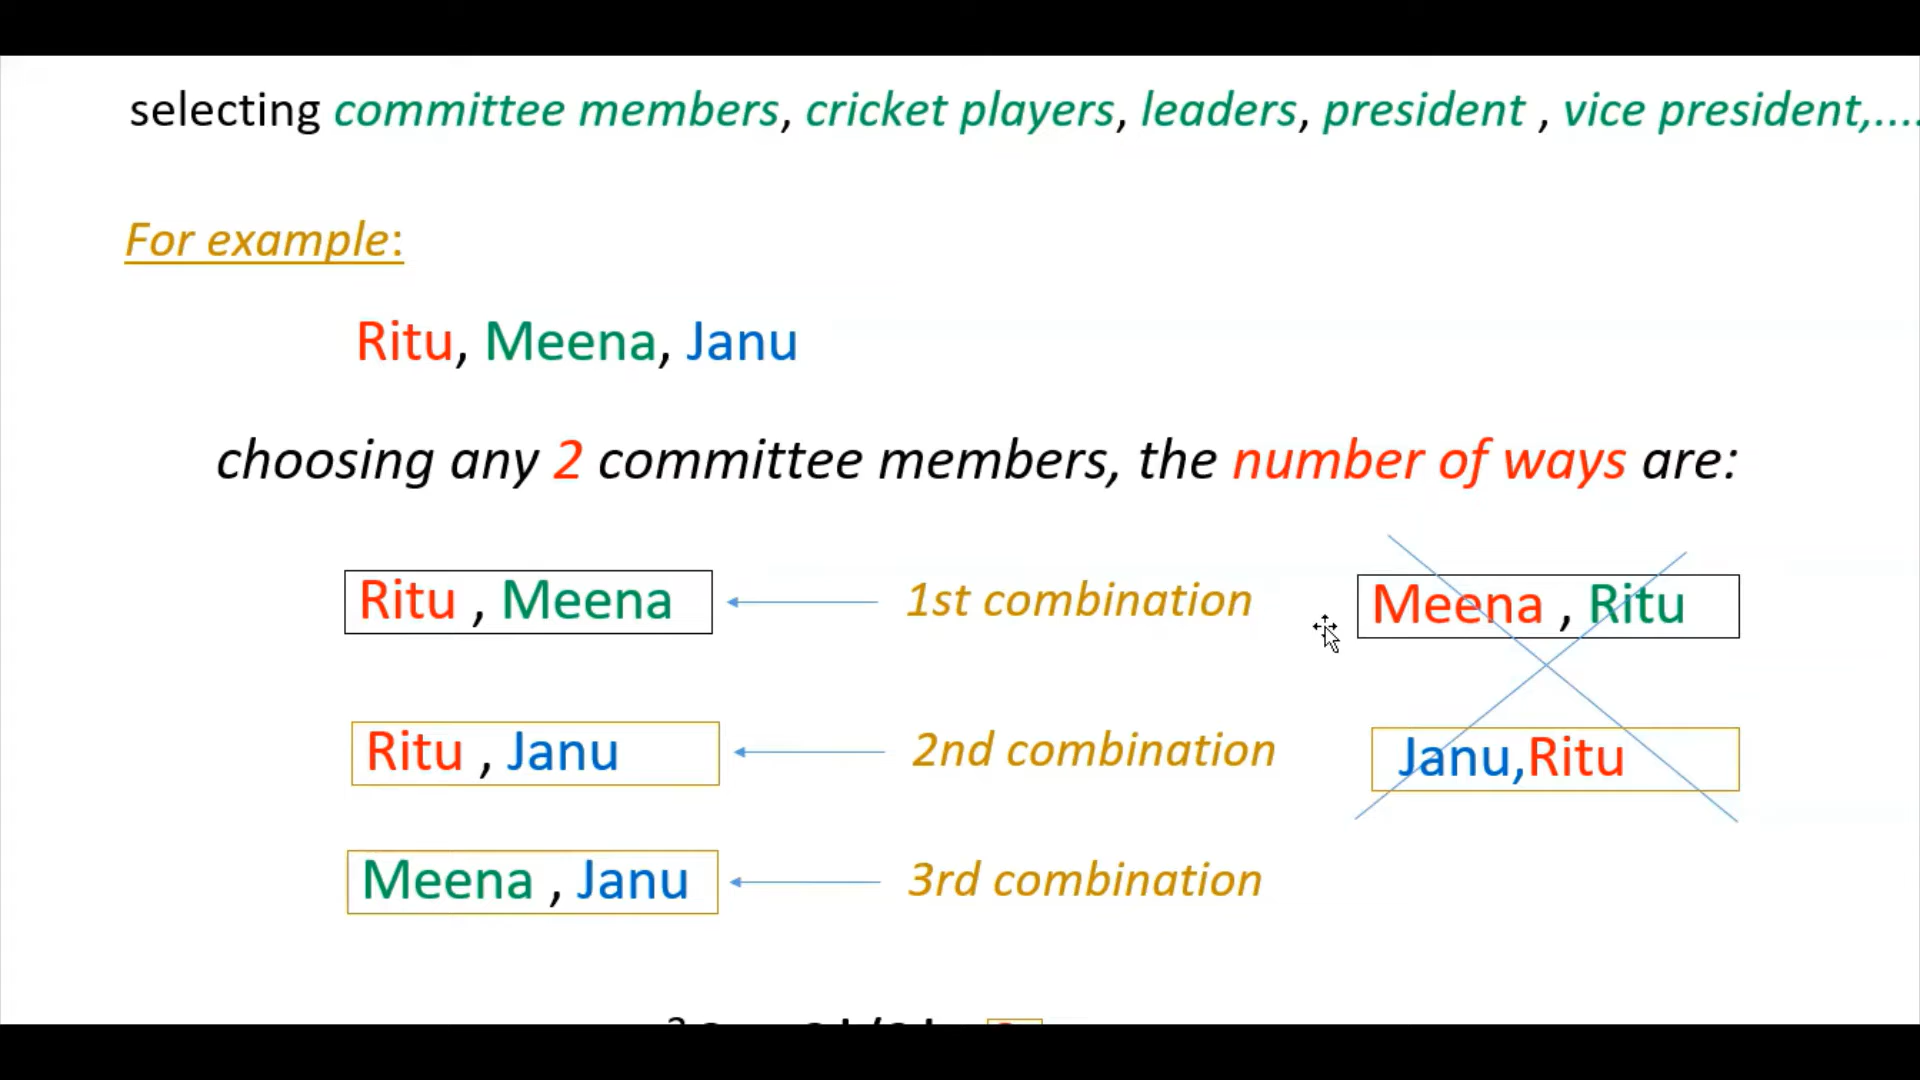 selecting committee members, cricket players, leaders, president , vice president,....
For example:
Ritu, Meena, Janu
choosing any 2 committee members, the number of ways are:
Ritu , Meena 1st combination Meena , Ritu
Ritu , Janu 2nd combination Janu,Ritu
Meena , Janu 3rd combination